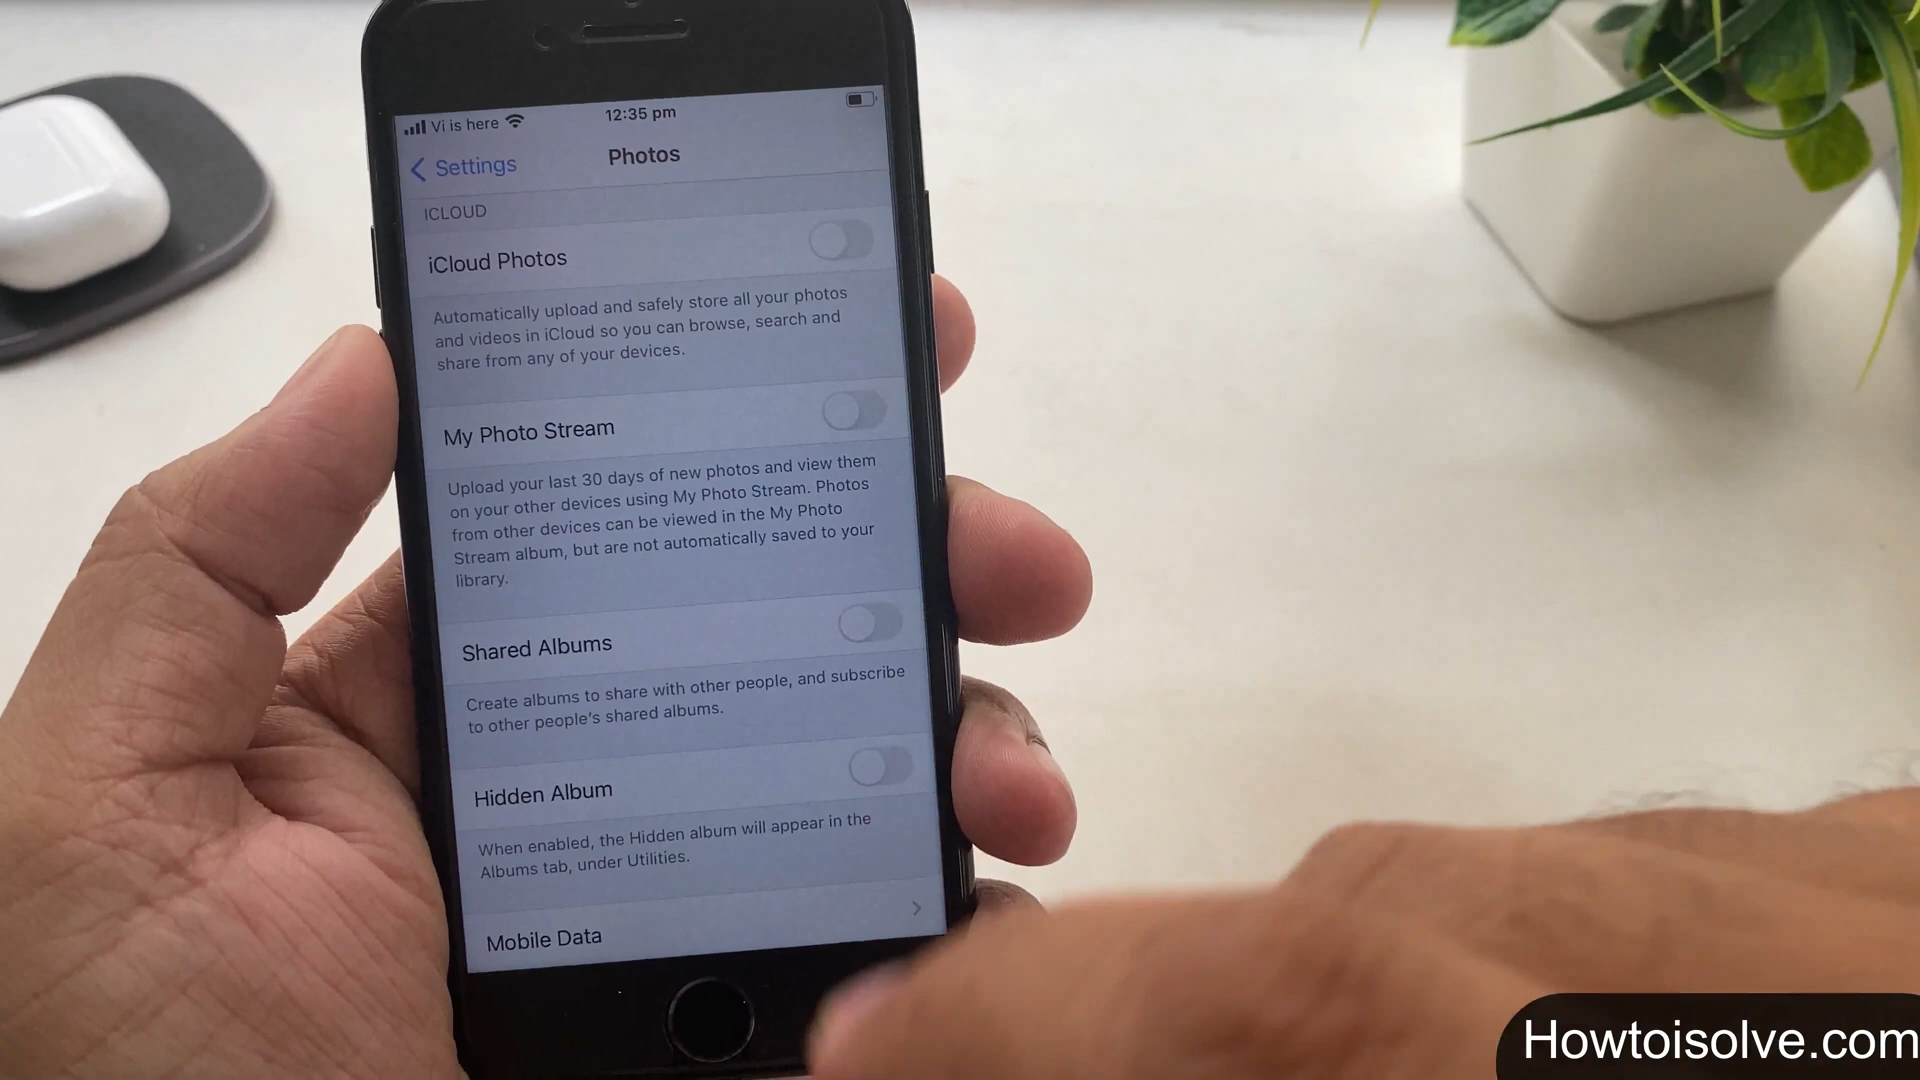 Vi is here
12:35 pm
Settings
Photos
ICLOUD
iCloud Photos
Automatically upload and safely store all your photos
and videos in iCloud so you can browse, search and
share from any of your devices.
My Photo Stream
Upload your last 30 days of new photos and view them
on your other devices using My Photo Stream. Photos
from other devices can be viewed in the My Photo
Stream album, but are not automatically saved to your
library.
Shared Albums
Create albums to share with other people, and subscribe
to other people's shared albums.
Hidden Album
When enabled, the Hidden album will appear in the
Albums tab, under Utilities.
Mobile Data
Howtoisolve.com